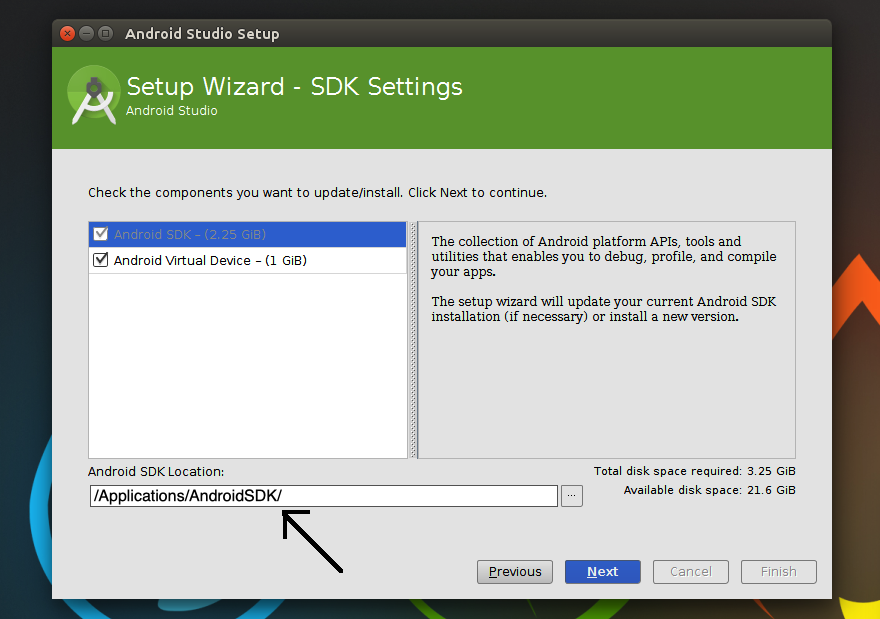 Android Studio Setup
Setup Wizard - SDK Settings
Android Studio
Check the components you want to update/install. Click Next to continue.
Android SDK – (2.25 GiB)
Android Virtual Device – (1 GiB)
The collection of Android platform APIs, tools and
utilities that enables you to debug, profile, and compile
your apps.
The setup wizard will update your current Android SDK
installation (if necessary) or install a new version.
Android SDK Location:
/Applications/AndroidSDK/
...
Total disk space required: 3.25 GiB
Available disk space: 21.6 GiB
Previous
Next
Cancel
Finish